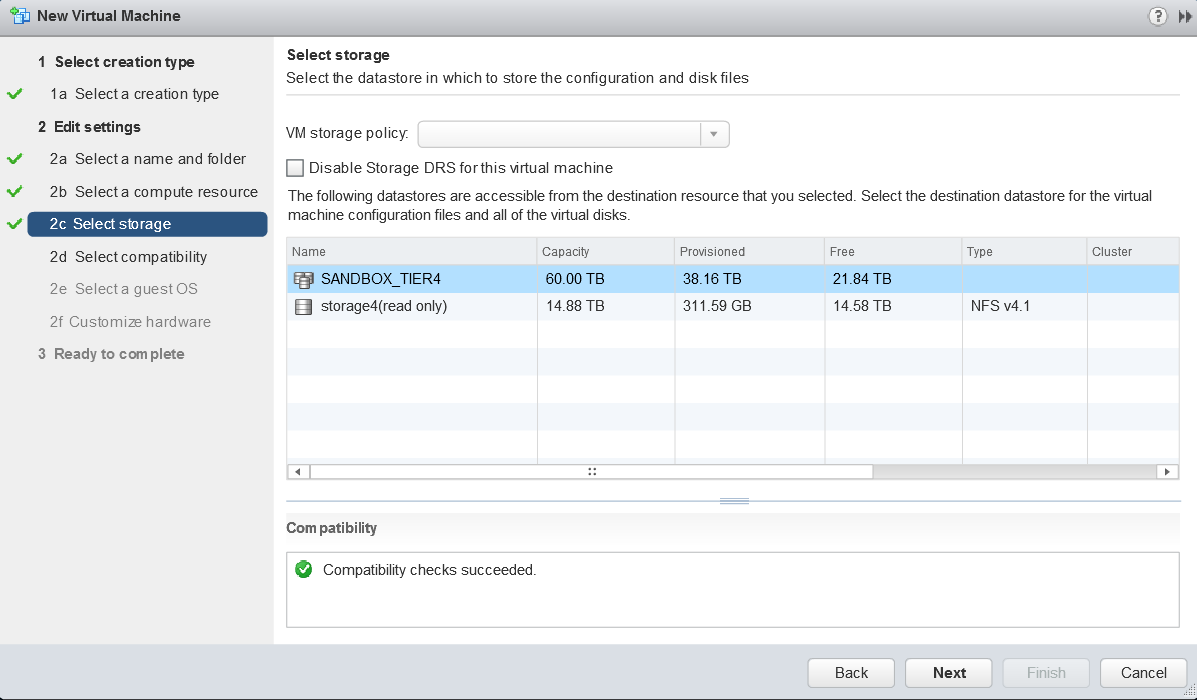 New Virtual Machine
1 Select creation type
1a Select a creation type
2 Edit settings
2a Select a name and folder
2b Select a compute resource
2c Select storage
2d Select compatibility
2e Select a guest OS
2f Customize hardware
3 Ready to complete
Select storage
Select the datastore in which to store the configuration and disk files
VM storage policy:
Disable Storage DRS for this virtual machine
The following datastores are accessible from the destination resource that you selected. Select the destination datastore for the virtual
machine configuration files and all of the virtual disks.
Name Capacity Provisioned Free Type Cluster
SANDBOX_TIER4 60.00 TB 38.16 TB 21.84 TB
storage4(read only) 14.88 TB 311.59 GB 14.58 TB NFS v4.1
Compatibility
Compatibility checks succeeded.
Back Next Finish Cancel